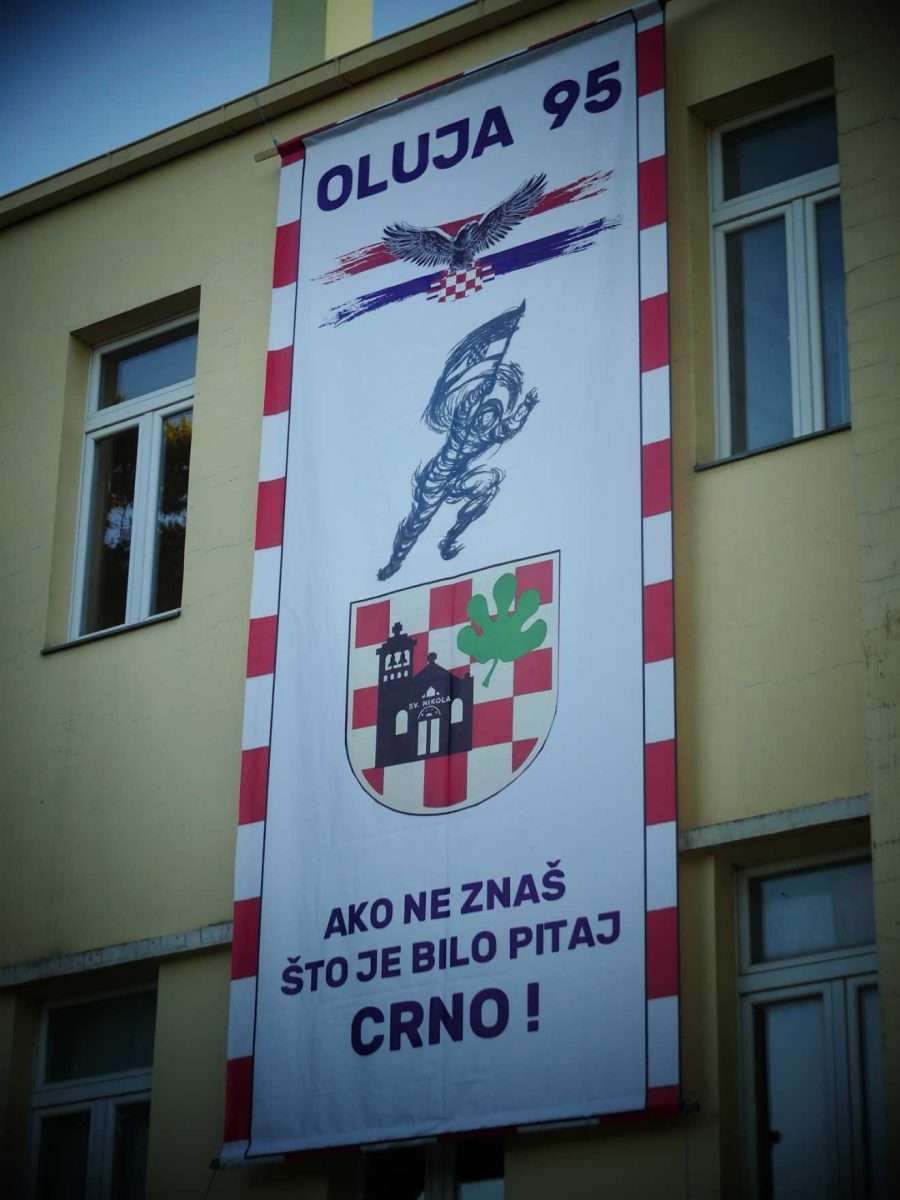 OLUJA 95
SV. NIKOLA
AKO NE ZNAŠ
ŠTO JE BILO PITAJ
CRNO !